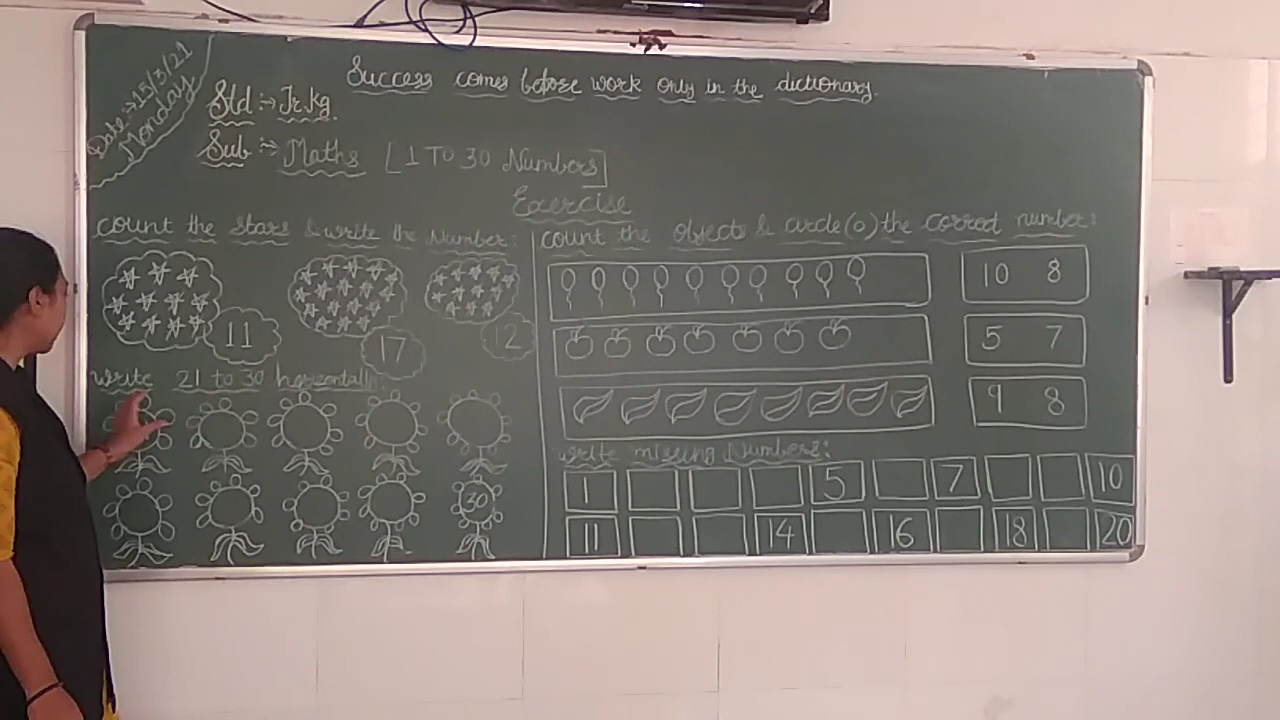 Date:→15/3/21
Monday
Success comes before work only in the dictionary.
Std :→ Jr.kg.
Sub :→ Maths [1 TO 30 Numbers]
Exercise
count the stars & write the Number:
11 17 12
write 21 to 30 horizontally:
30
count the objects & circle(o) the correct number:
10 8
5 7
9 8
write missing Numbers:
1 5 7 10
11 14 16 18 20